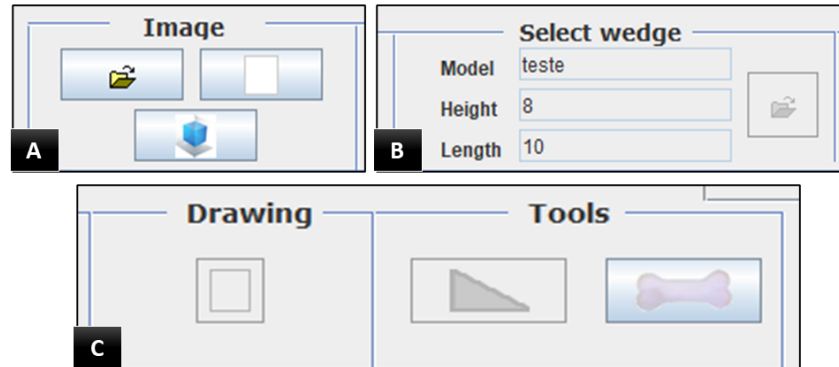 Image
A
Select wedge
Model teste
Height 8
Length 10
B
Drawing
Tools
C